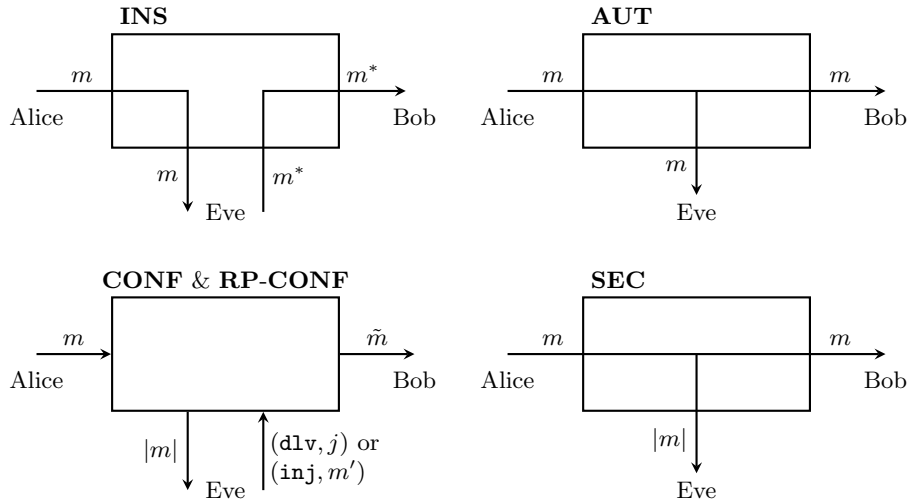 INS
m
m*
Alice
Bob
m
m*
Eve
AUT
m
m
Alice
Bob
m
Eve
CONF & RP-CONF
m
m̃
Alice
Bob
|m|
(dlv, j) or
(inj, m′)
Eve
SEC
m
m
Alice
Bob
|m|
Eve